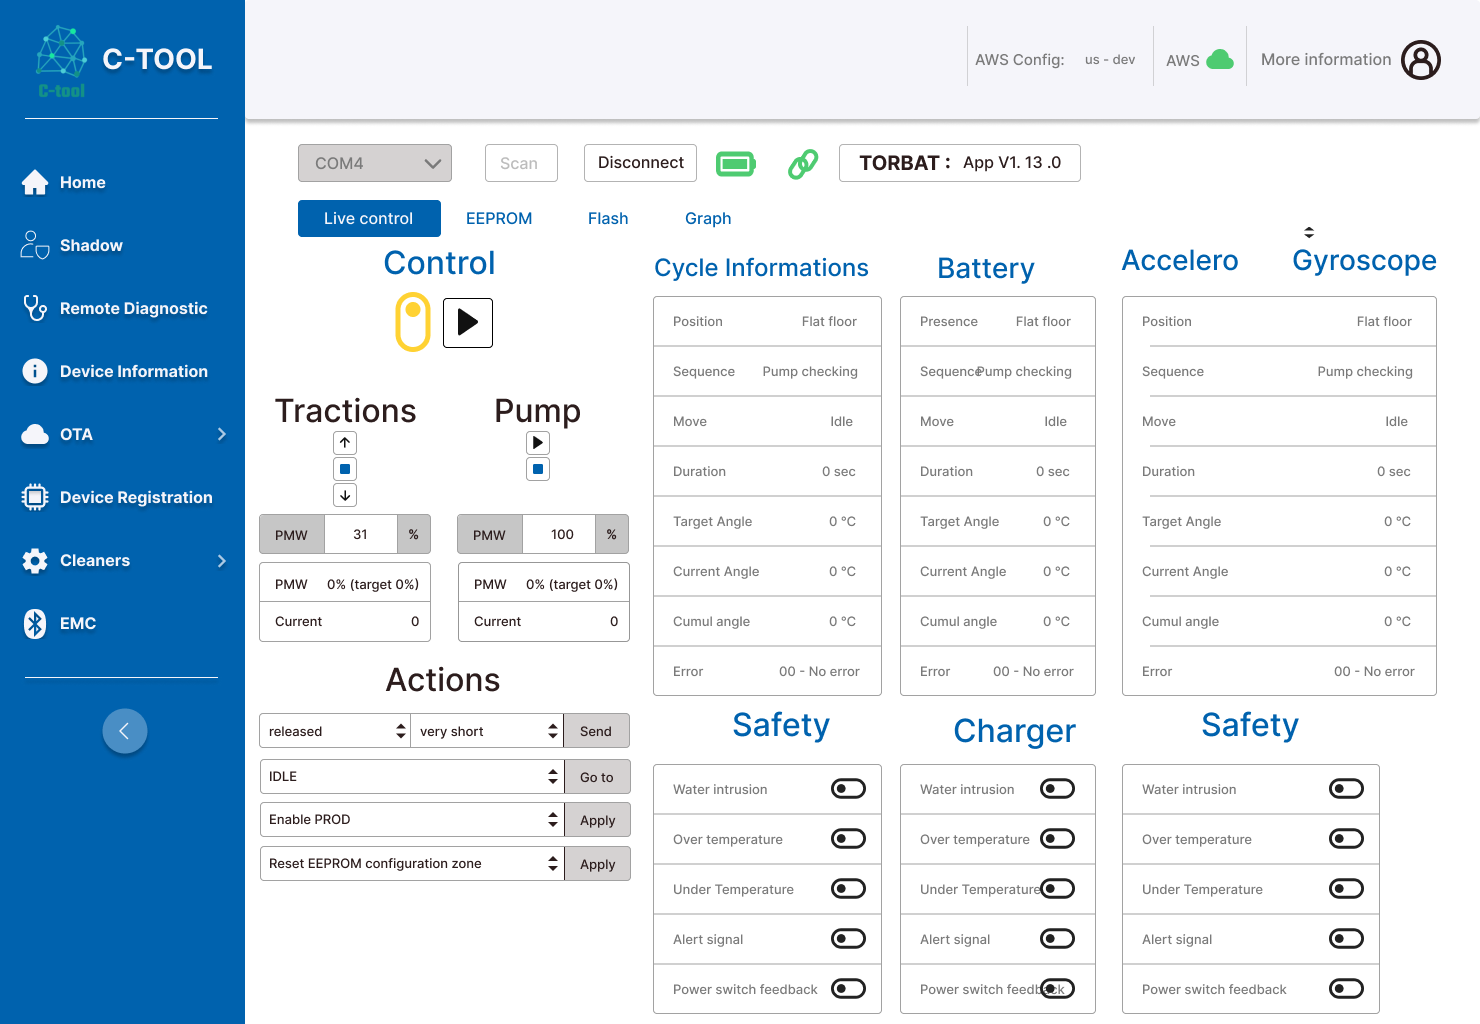 C-TOOL
C-tool
Home
Shadow
Remote Diagnostic
Device Information
OTA
Device Registration
Cleaners
EMC
AWS Config: us - dev
AWS
More information
COM4
Scan
Disconnect
TORBAT : App V1. 13 .0
Live control
EEPROM
Flash
Graph
Control
Tractions
Pump
PMW 31 %
PMW 100 %
PMW 0% (target 0%)
Current 0
PMW 0% (target 0%)
Current 0
Actions
released very short Send
IDLE Go to
Enable PROD Apply
Reset EEPROM configuration zone Apply
Cycle Informations
Position Flat floor
Sequence Pump checking
Move Idle
Duration 0 sec
Target Angle 0 °C
Current Angle 0 °C
Cumul angle 0 °C
Error 00 - No error
Battery
Presence Flat floor
Sequence Pump checking
Move Idle
Duration 0 sec
Target Angle 0 °C
Current Angle 0 °C
Cumul angle 0 °C
Error 00 - No error
Accelero Gyroscope
Position Flat floor
Sequence Pump checking
Move Idle
Duration 0 sec
Target Angle 0 °C
Current Angle 0 °C
Cumul angle 0 °C
Error 00 - No error
Safety
Water intrusion
Over temperature
Under Temperature
Alert signal
Power switch feedback
Charger
Water intrusion
Over temperature
Under Temperature
Alert signal
Power switch feedback
Safety
Water intrusion
Over temperature
Under Temperature
Alert signal
Power switch feedback